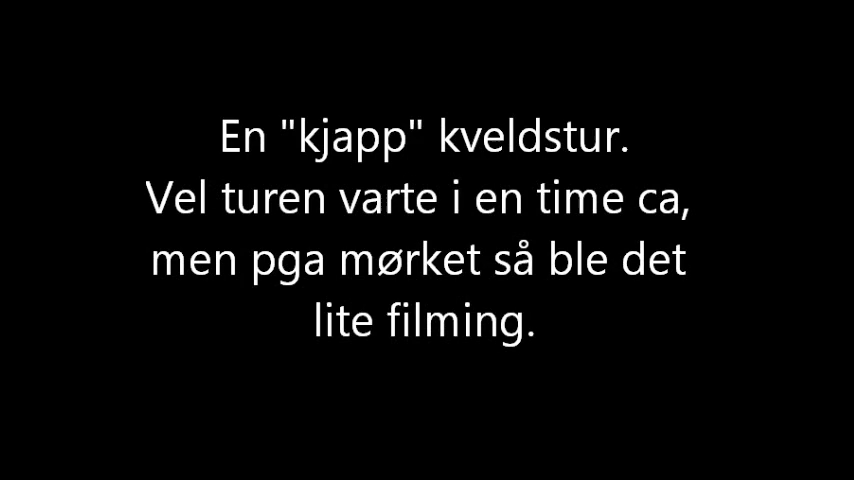 En "kjapp" kveldstur.
Vel turen varte i en time ca,
men pga mørket så ble det
lite filming.